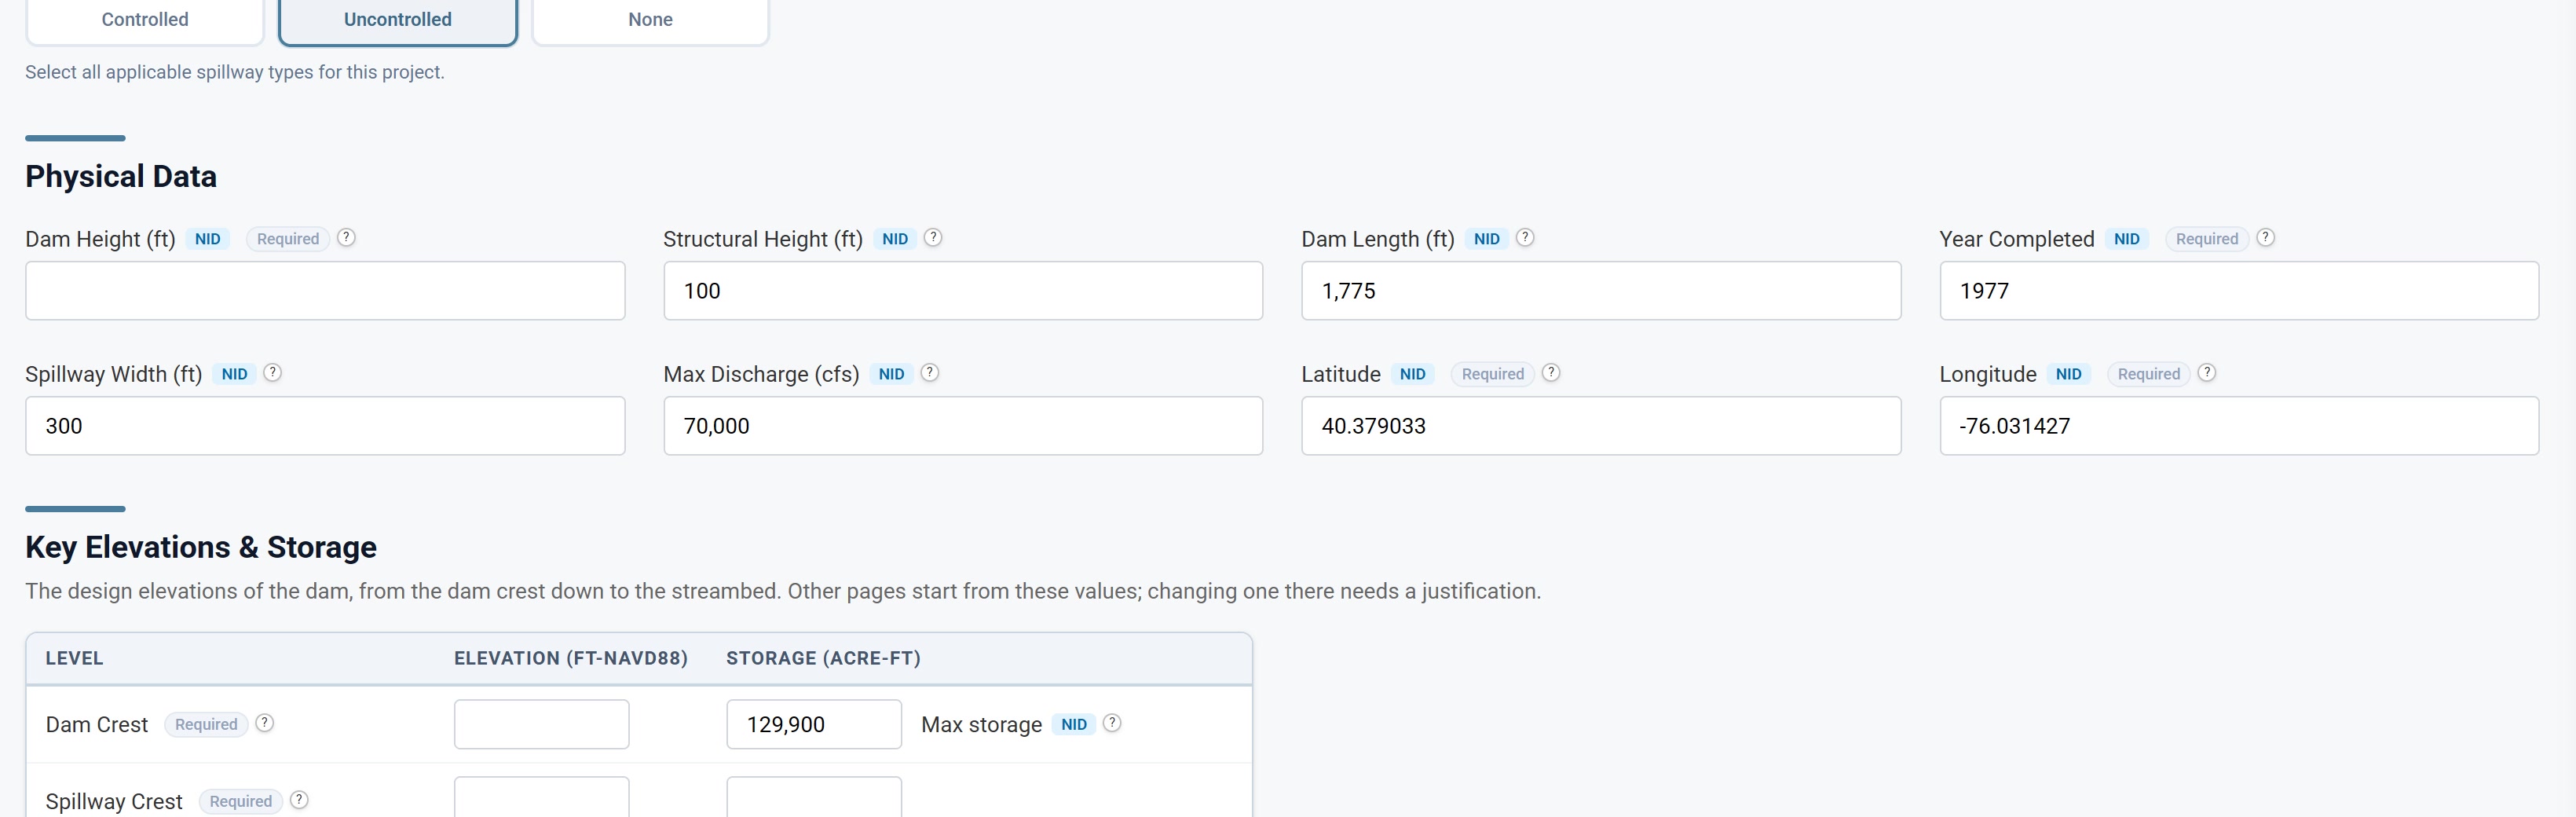 Controlled
Uncontrolled
None
Select all applicable spillway types for this project.
Physical Data
Dam Height (ft) NID Required ?
Structural Height (ft) NID ?
Dam Length (ft) NID ?
Year Completed NID Required ?
100
1,775
1977
Spillway Width (ft) NID ?
Max Discharge (cfs) NID ?
Latitude NID Required ?
Longitude NID Required ?
300
70,000
40.379033
-76.031427
Key Elevations & Storage
The design elevations of the dam, from the dam crest down to the streambed. Other pages start from these values; changing one there needs a justification.
LEVEL ELEVATION (FT-NAVD88) STORAGE (ACRE-FT)
Dam Crest Required ? 129,900 Max storage NID ?
Spillway Crest Required ?